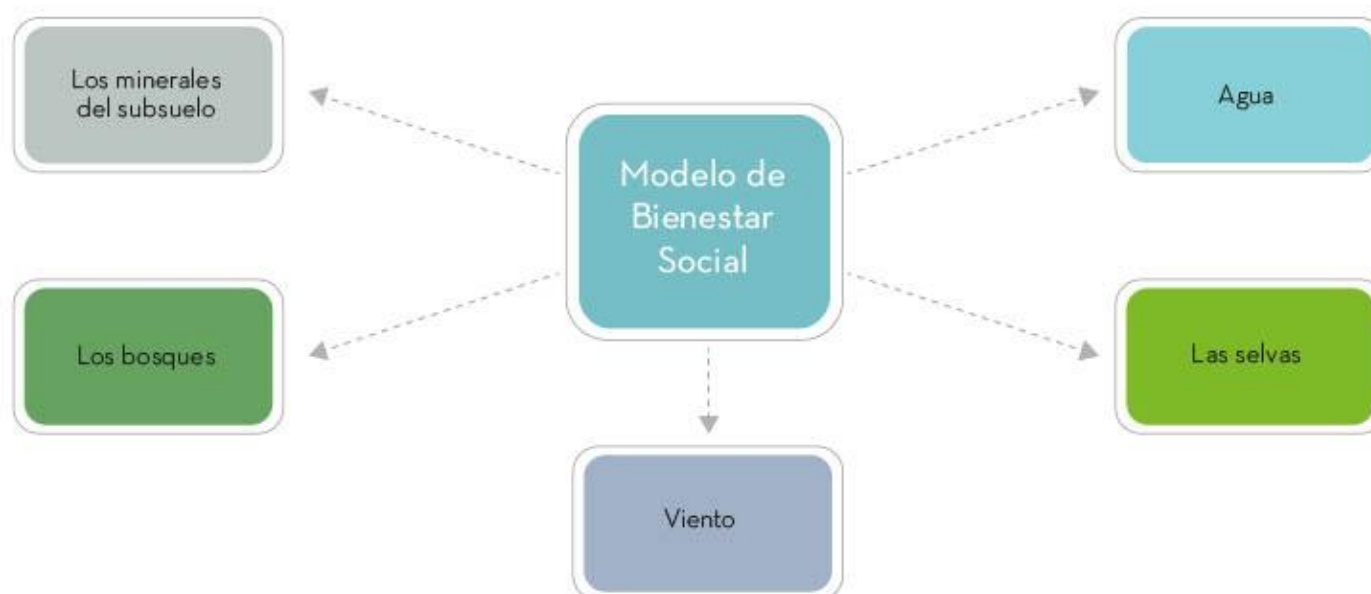 Los minerales
del subsuelo
Agua
Modelo de
Bienestar
Social
Los bosques
Las selvas
Viento